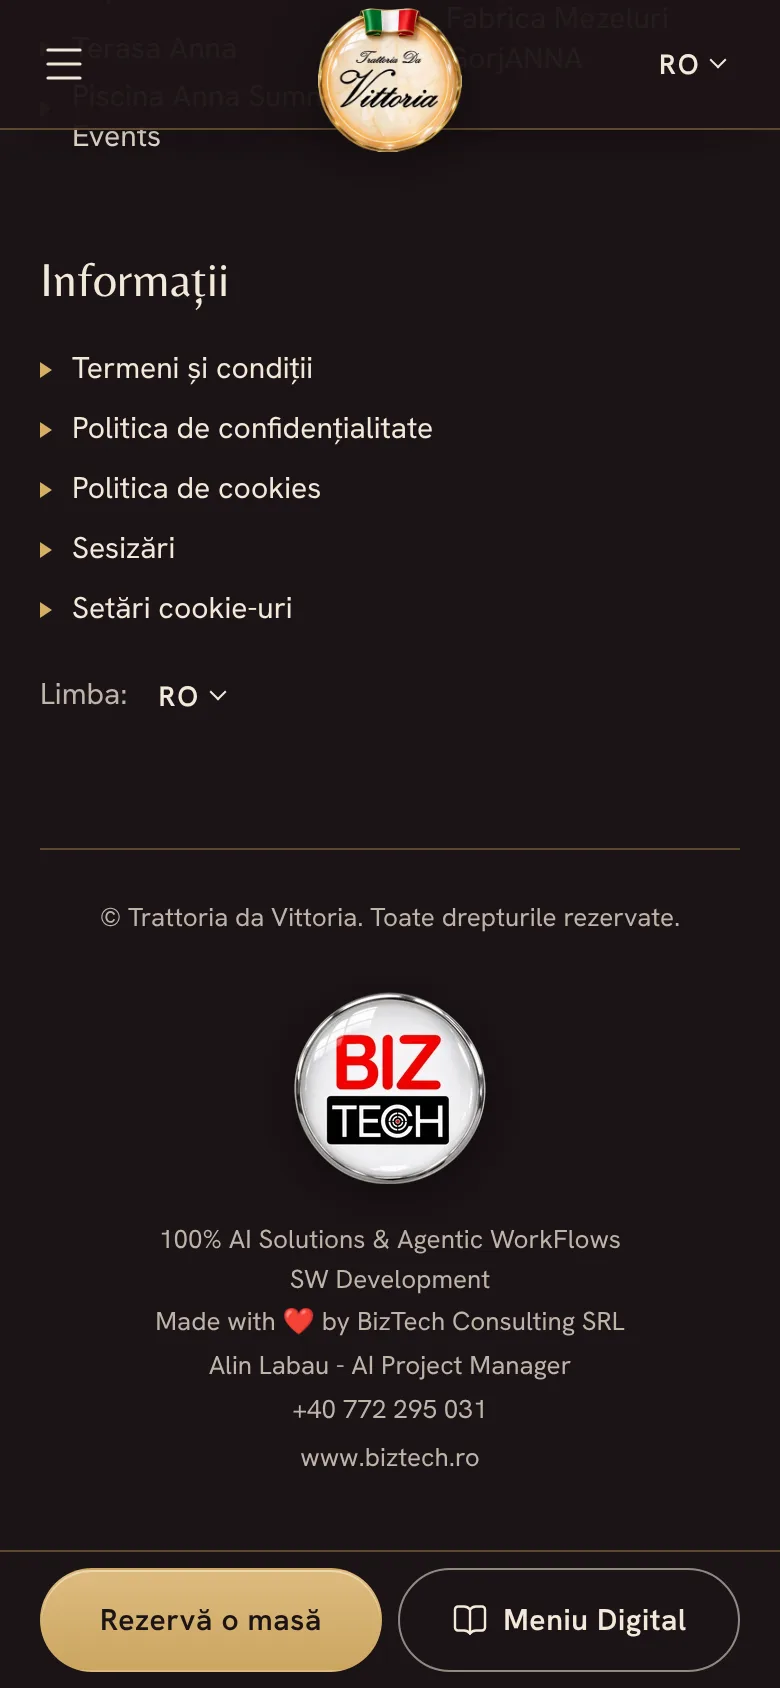 Fabrica Mezeluri
Terasa Anna
GorjANNA
Trattoria Da
Vittoria
RO
Piscina Anna Summ
Events
Informații
Termeni și condiții
Politica de confidențialitate
Politica de cookies
Sesizări
Setări cookie-uri
Limba: RO
© Trattoria da Vittoria. Toate drepturile rezervate.
BIZ
TECH
100% AI Solutions & Agentic WorkFlows
SW Development
Made with ❤️ by BizTech Consulting SRL
Alin Labau - AI Project Manager
+40 772 295 031
www.biztech.ro
Rezervă o masă
Meniu Digital